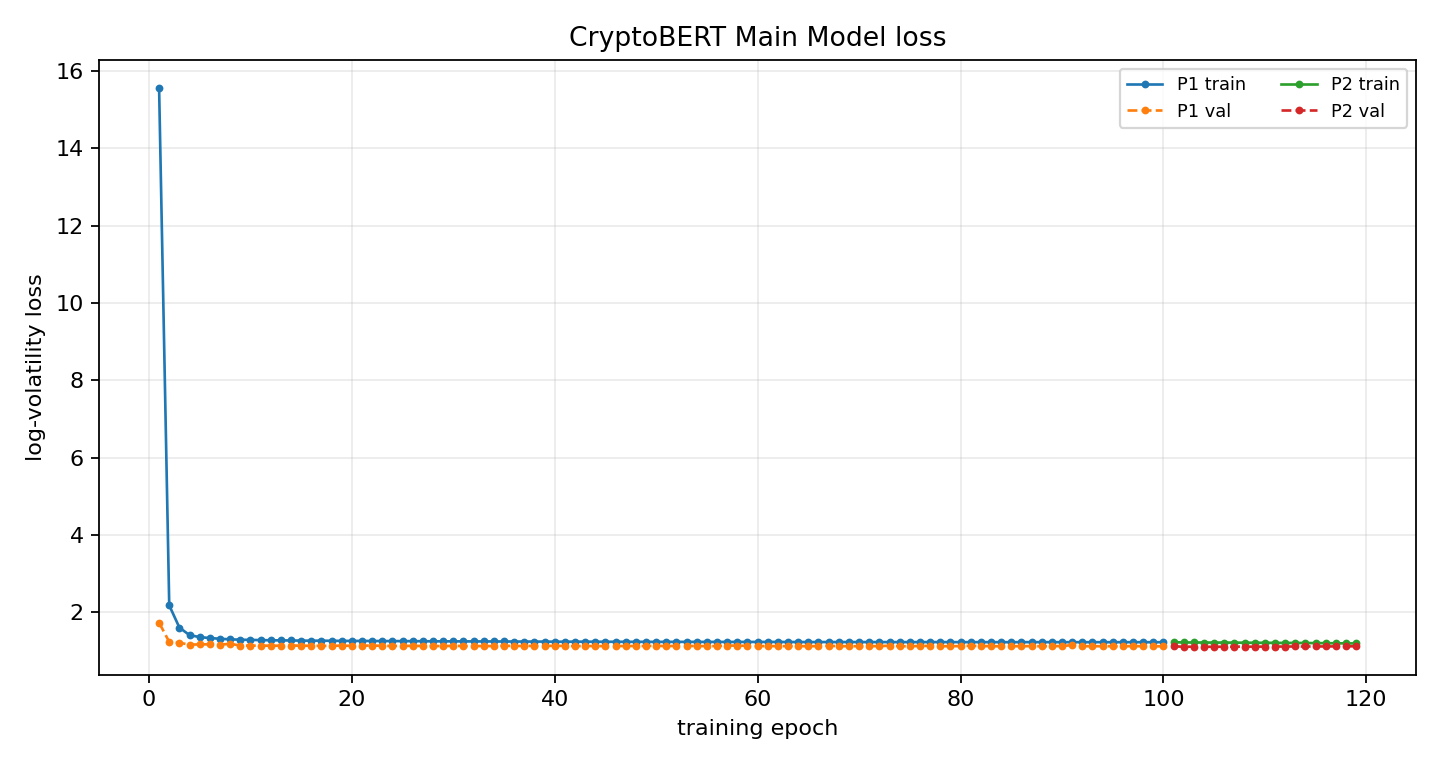 CryptoBERT Main Model loss
P1 train
P1 val
P2 train
P2 val
log-volatility loss
16
14
12
10
8
6
4
2
0 20 40 60 80 100 120
training epoch